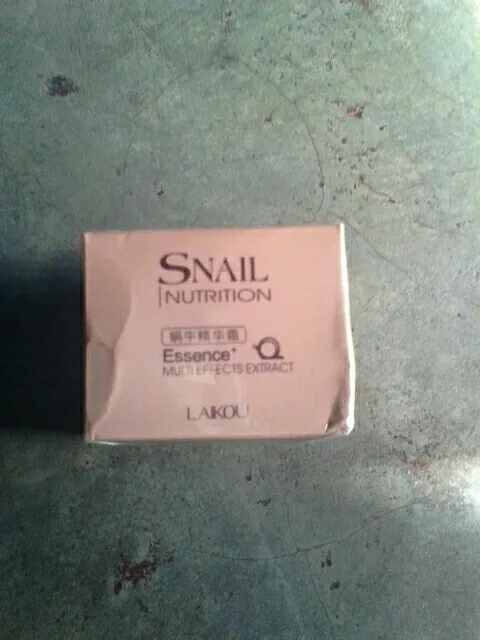 SNAIL
NUTRITION
蜗牛精华霜
Essence+
MULTI EFFECTS EXTRACT
LAIKOU